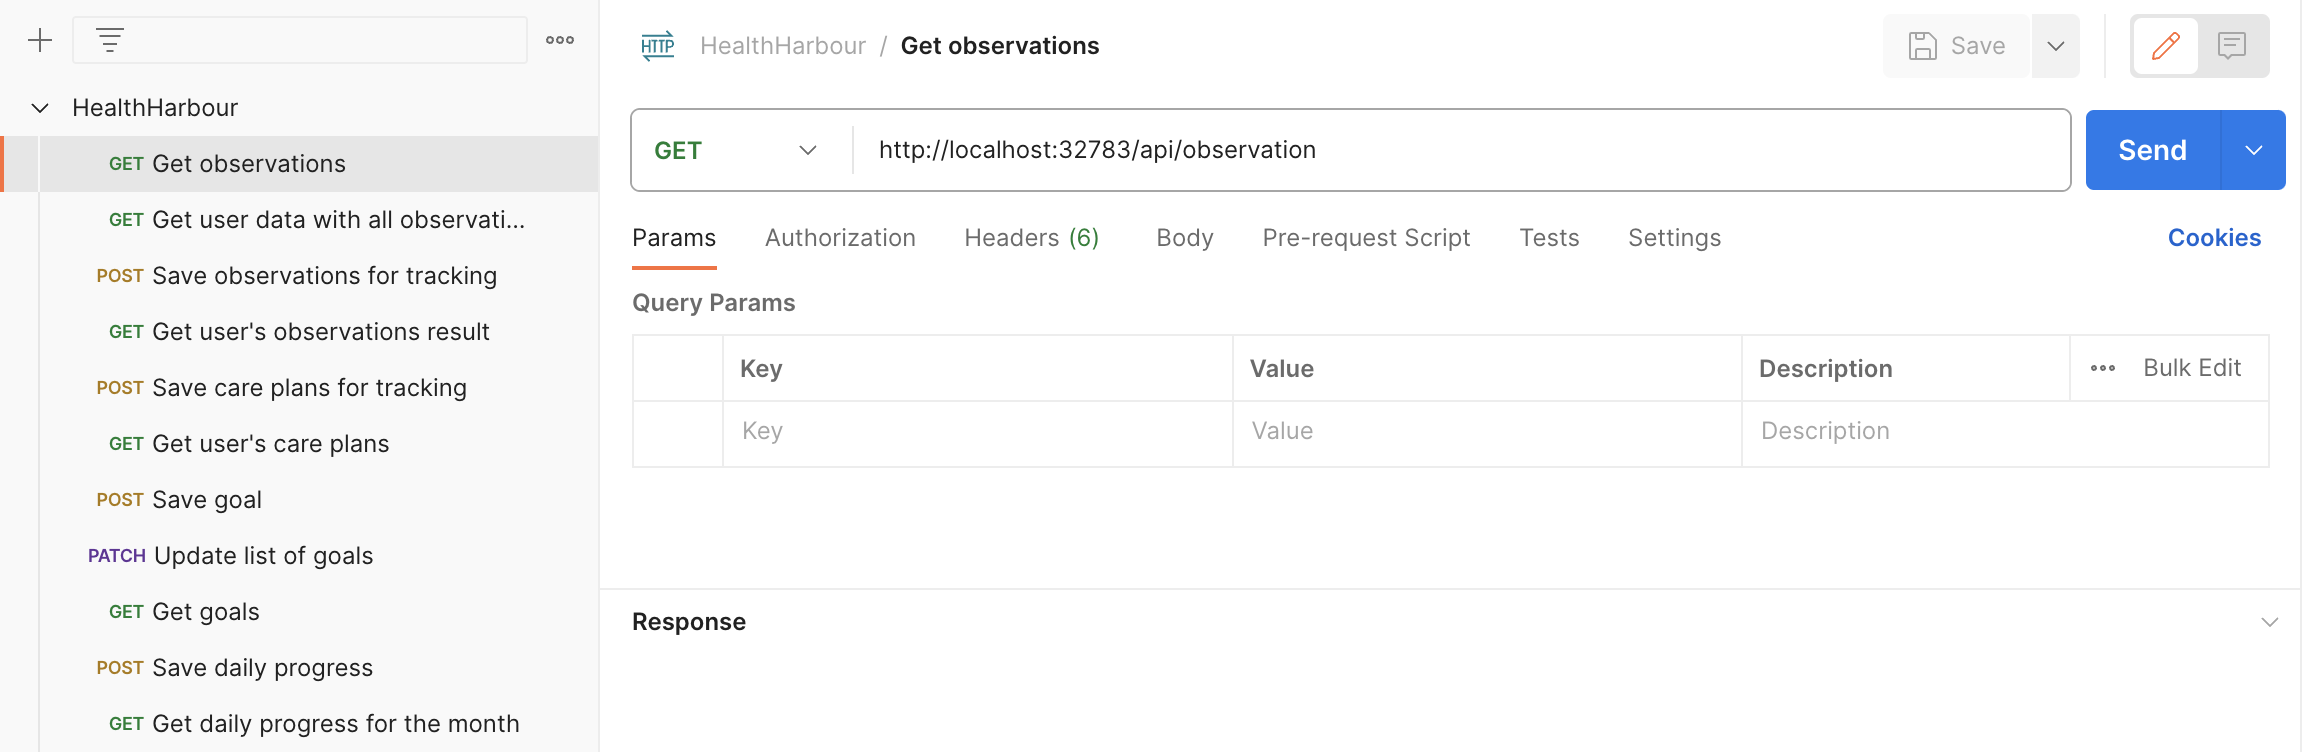 HealthHarbour
GET Get observations
GET Get user data with all observati...
POST Save observations for tracking
GET Get user's observations result
POST Save care plans for tracking
GET Get user's care plans
POST Save goal
PATCH Update list of goals
GET Get goals
POST Save daily progress
GET Get daily progress for the month
HTTP HealthHarbour / Get observations
Save
GET http://localhost:32783/api/observation
Send
Params Authorization Headers (6) Body Pre-request Script Tests Settings Cookies
Query Params
Key Value Description Bulk Edit
Key Value Description
Response